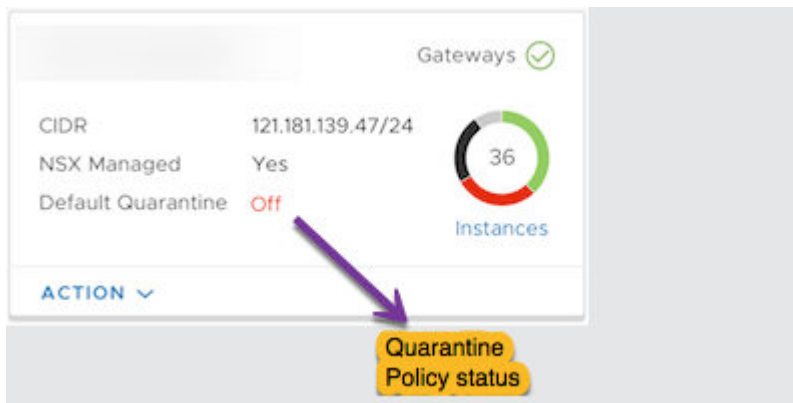 Gateways
CIDR 121.181.139.47/24
NSX Managed Yes
36
Default Quarantine Off
Instances
ACTION
Quarantine
Policy status